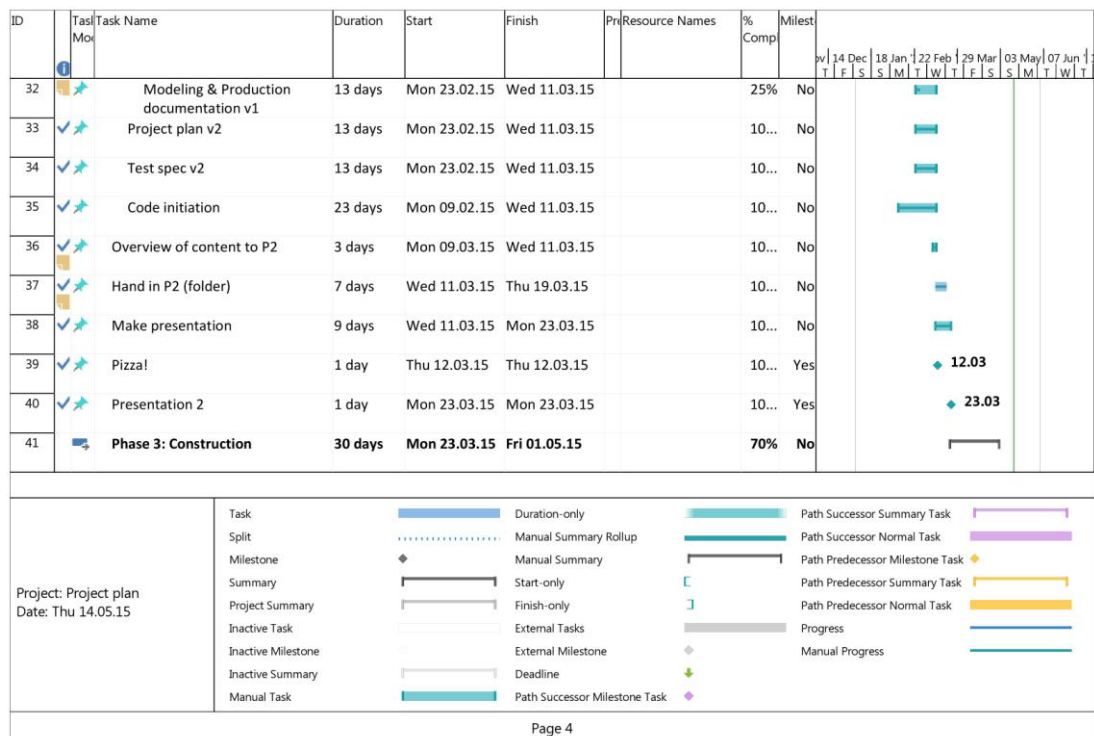 ID Task Mod Task Name Duration Start Finish Pre Resource Names % Compl Milest
ov 14 Dec 18 Jan ' 22 Feb ' 29 Mar 03 May 07 Jun '
T F S S M T W T F S S M T W T
32 Modeling & Production documentation v1 13 days Mon 23.02.15 Wed 11.03.15 25% No
33 Project plan v2 13 days Mon 23.02.15 Wed 11.03.15 10... No
34 Test spec v2 13 days Mon 23.02.15 Wed 11.03.15 10... No
35 Code initiation 23 days Mon 09.02.15 Wed 11.03.15 10... No
36 Overview of content to P2 3 days Mon 09.03.15 Wed 11.03.15 10... No
37 Hand in P2 (folder) 7 days Wed 11.03.15 Thu 19.03.15 10... No
38 Make presentation 9 days Wed 11.03.15 Mon 23.03.15 10... No
39 Pizza! 1 day Thu 12.03.15 Thu 12.03.15 10... Yes 12.03
40 Presentation 2 1 day Mon 23.03.15 Mon 23.03.15 10... Yes 23.03
41 Phase 3: Construction 30 days Mon 23.03.15 Fri 01.05.15 70% No
Project: Project plan
Date: Thu 14.05.15
Task
Split
Milestone
Summary
Project Summary
Inactive Task
Inactive Milestone
Inactive Summary
Manual Task
Duration-only
Manual Summary Rollup
Manual Summary
Start-only
Finish-only
External Tasks
External Milestone
Deadline
Path Successor Milestone Task
Path Successor Summary Task
Path Successor Normal Task
Path Predecessor Milestone Task
Path Predecessor Summary Task
Path Predecessor Normal Task
Progress
Manual Progress
Page 4